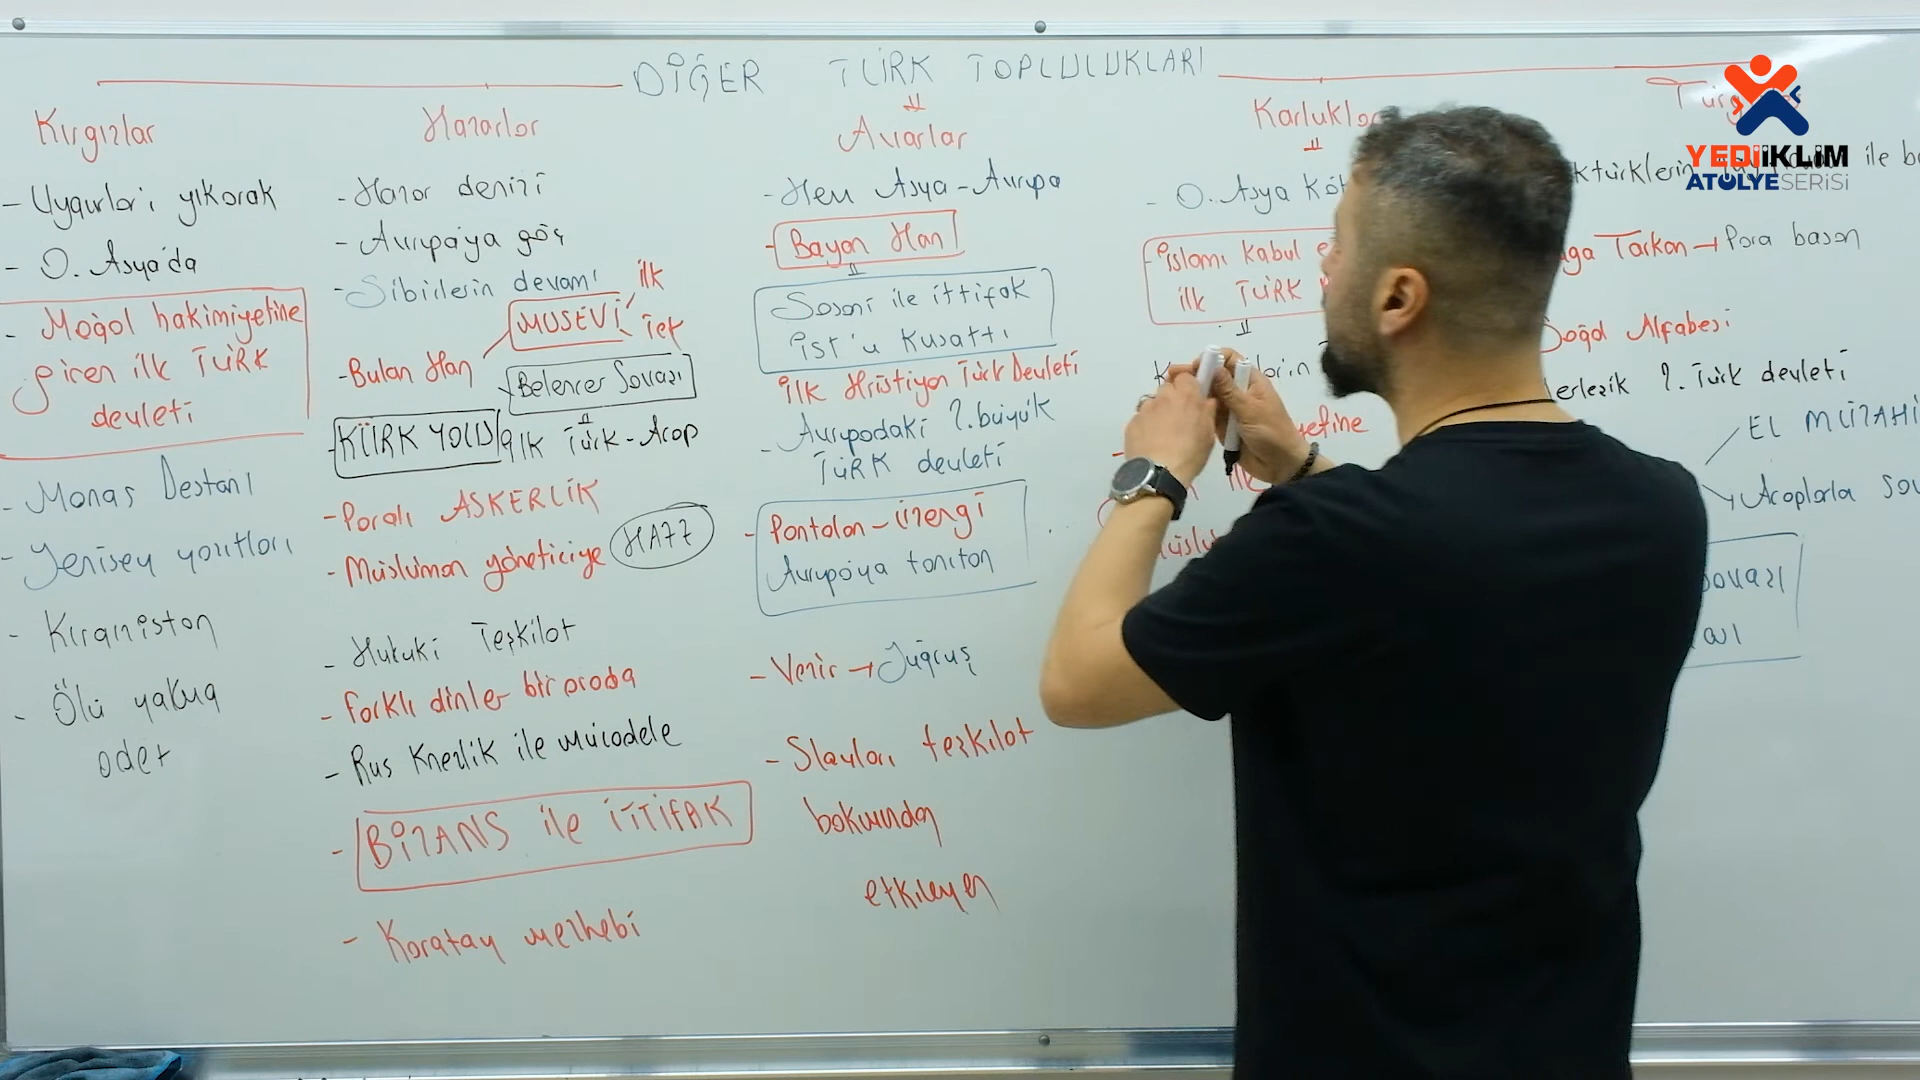 DİĞER TÜRK TOPLULUKLARI
Kırgızlar
- Uygurları yıkarak
- O. Asya'da
- Moğol hakimiyetine
giren ilk TÜRK
devleti
- Manas Destanı
- Yenisey yazıtları
- Kırgızistan
- Ölü yakma
adet
Hazarlar
- Hazar denizi
- Avrupa'ya göç
- Sibirlerin devamı
- Bulan Han
MUSEVİ
ilk
Tek
Belencer Savaşı
ilk Türk - Arap
- KÜRK YOLU
- Paralı ASKERLİK
- Müslüman yöneticiye
HAZZ
- Hukuki Teşkilat
- Farklı dinler bir arada
- Rus Knezlik ile mücadele
- BİZANS ile İTTİFAK
- Karatay mezhebi
Avarlar
- Hem Asya - Avrupa
- Bayan Han
Sasani ile ittifak
İst'u Kuşattı
ilk Hristiyan Türk Devleti
- Avrupadaki 2. büyük
TÜRK devleti
- Pantalon - üzengi
Avrupa'ya tanıtan
- Vezir → Juğruş
- Slavları teşkilat
bakımından
etkileyen
Karluklar
- O. Asya
İslamı kabul
ilk TÜRK
ilk
Tarkan → Para basan
Soğd Alfabesi
2. Türk devleti
EL MUZAHİ
Araplarla
YEDİİKLİM
ATÖLYE SERİSİ